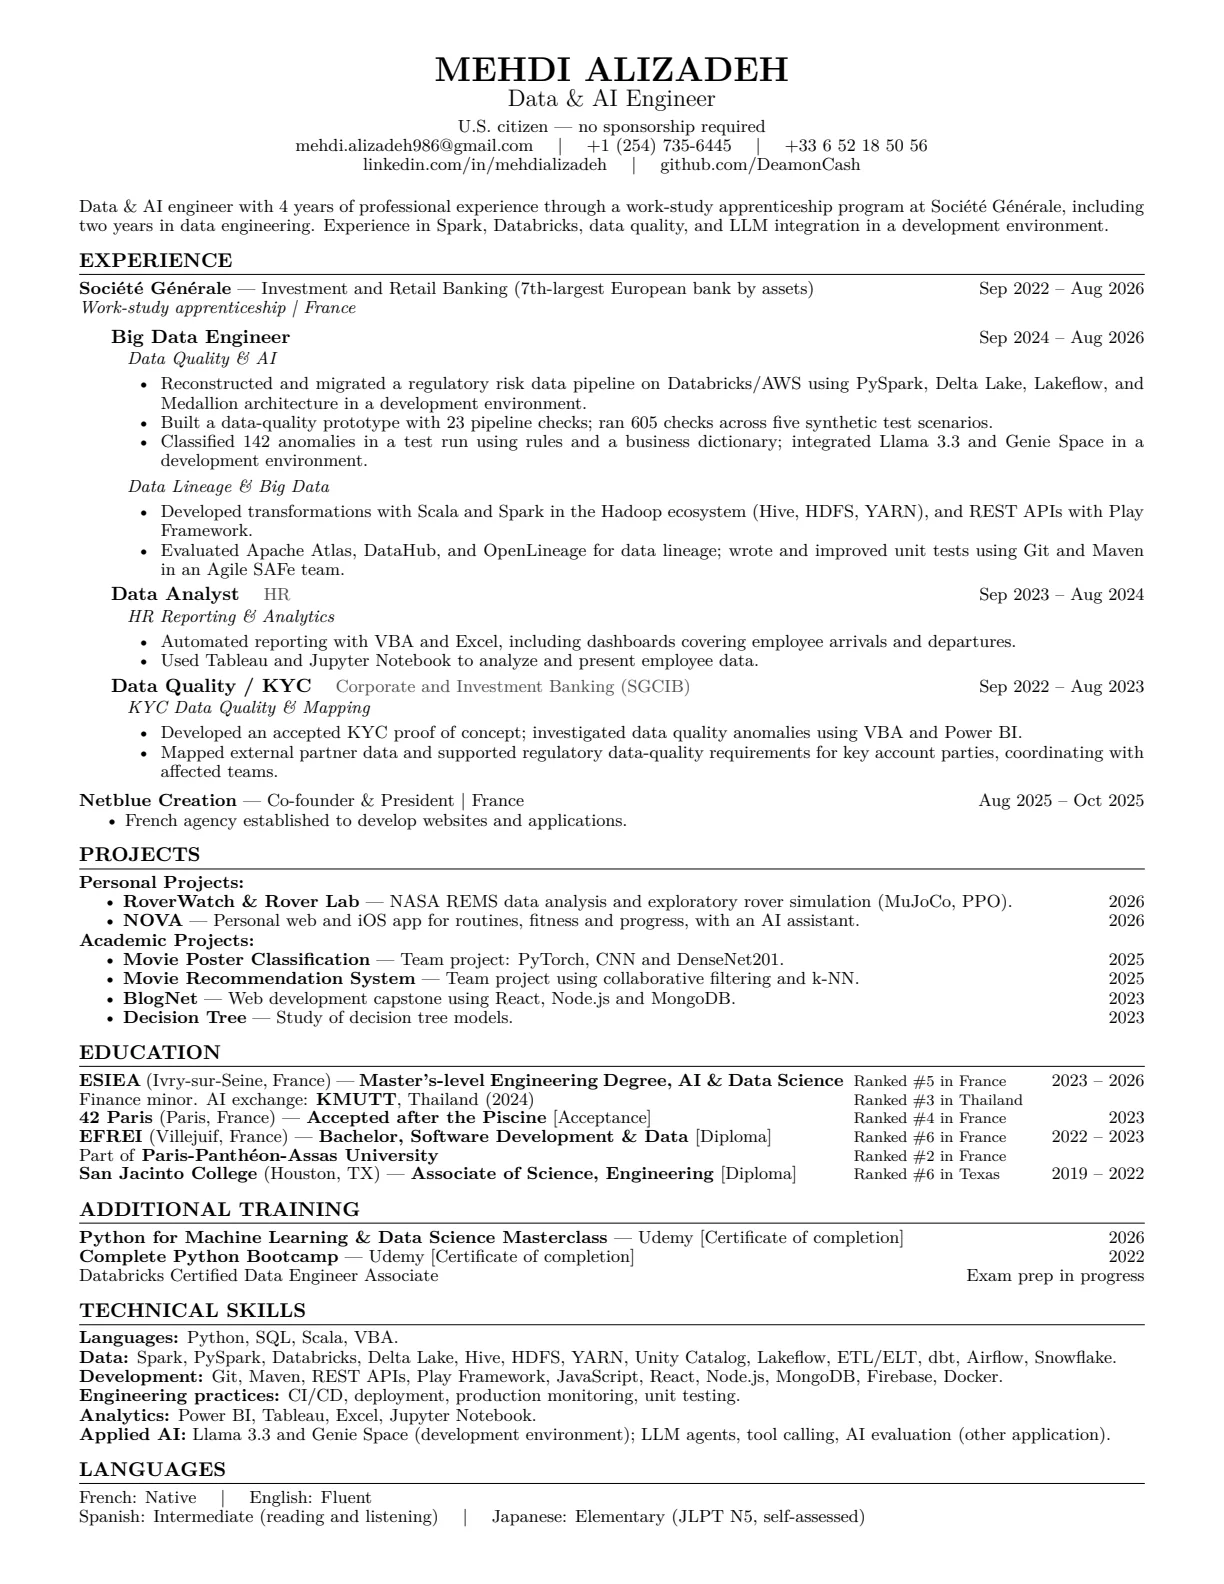 MEHDI ALIZADEH
Data & AI Engineer
U.S. citizen — no sponsorship required
mehdi.alizadeh986@gmail.com | +1 (254) 735-6445 | +33 6 52 18 50 56
linkedin.com/in/mehdializadeh | github.com/DeamonCash
Data & AI engineer with 4 years of professional experience through a work-study apprenticeship program at Société Générale, including
two years in data engineering. Experience in Spark, Databricks, data quality, and LLM integration in a development environment.
EXPERIENCE
Société Générale — Investment and Retail Banking (7th-largest European bank by assets) Sep 2022 – Aug 2026
Work-study apprenticeship | France
Big Data Engineer Sep 2024 – Aug 2026
Data Quality & AI
• Reconstructed and migrated a regulatory risk data pipeline on Databricks/AWS using PySpark, Delta Lake, Lakeflow, and
Medallion architecture in a development environment.
• Built a data-quality prototype with 23 pipeline checks; ran 605 checks across five synthetic test scenarios.
• Classified 142 anomalies in a test run using rules and a business dictionary; integrated Llama 3.3 and Genie Space in a
development environment.
Data Lineage & Big Data
• Developed transformations with Scala and Spark in the Hadoop ecosystem (Hive, HDFS, YARN), and REST APIs with Play
Framework.
• Evaluated Apache Atlas, DataHub, and OpenLineage for data lineage; wrote and improved unit tests using Git and Maven
in an Agile SAFe team.
Data Analyst HR Sep 2023 – Aug 2024
HR Reporting & Analytics
• Automated reporting with VBA and Excel, including dashboards covering employee arrivals and departures.
• Used Tableau and Jupyter Notebook to analyze and present employee data.
Data Quality / KYC Corporate and Investment Banking (SGCIB) Sep 2022 – Aug 2023
KYC Data Quality & Mapping
• Developed an accepted KYC proof of concept; investigated data quality anomalies using VBA and Power BI.
• Mapped external partner data and supported regulatory data-quality requirements for key account parties, coordinating with
affected teams.
Netblue Creation — Co-founder & President | France Aug 2025 – Oct 2025
• French agency established to develop websites and applications.
PROJECTS
Personal Projects:
• RoverWatch & Rover Lab — NASA REMS data analysis and exploratory rover simulation (MuJoCo, PPO). 2026
• NOVA — Personal web and iOS app for routines, fitness and progress, with an AI assistant. 2026
Academic Projects:
• Movie Poster Classification — Team project: PyTorch, CNN and DenseNet201. 2025
• Movie Recommendation System — Team project using collaborative filtering and k-NN. 2025
• BlogNet — Web development capstone using React, Node.js and MongoDB. 2023
• Decision Tree — Study of decision tree models. 2023
EDUCATION
ESIEA (Ivry-sur-Seine, France) — Master's-level Engineering Degree, AI & Data Science Ranked #5 in France 2023 – 2026
Finance minor. AI exchange: KMUTT, Thailand (2024) Ranked #3 in Thailand
42 Paris (Paris, France) — Accepted after the Piscine [Acceptance] Ranked #4 in France 2023
EFREI (Villejuif, France) — Bachelor, Software Development & Data [Diploma] Ranked #6 in France 2022 – 2023
Part of Paris-Panthéon-Assas University Ranked #2 in France
San Jacinto College (Houston, TX) — Associate of Science, Engineering [Diploma] Ranked #6 in Texas 2019 – 2022
ADDITIONAL TRAINING
Python for Machine Learning & Data Science Masterclass — Udemy [Certificate of completion] 2026
Complete Python Bootcamp — Udemy [Certificate of completion] 2022
Databricks Certified Data Engineer Associate Exam prep in progress
TECHNICAL SKILLS
Languages: Python, SQL, Scala, VBA.
Data: Spark, PySpark, Databricks, Delta Lake, Hive, HDFS, YARN, Unity Catalog, Lakeflow, ETL/ELT, dbt, Airflow, Snowflake.
Development: Git, Maven, REST APIs, Play Framework, JavaScript, React, Node.js, MongoDB, Firebase, Docker.
Engineering practices: CI/CD, deployment, production monitoring, unit testing.
Analytics: Power BI, Tableau, Excel, Jupyter Notebook.
Applied AI: Llama 3.3 and Genie Space (development environment); LLM agents, tool calling, AI evaluation (other application).
LANGUAGES
French: Native | English: Fluent
Spanish: Intermediate (reading and listening) | Japanese: Elementary (JLPT N5, self-assessed)